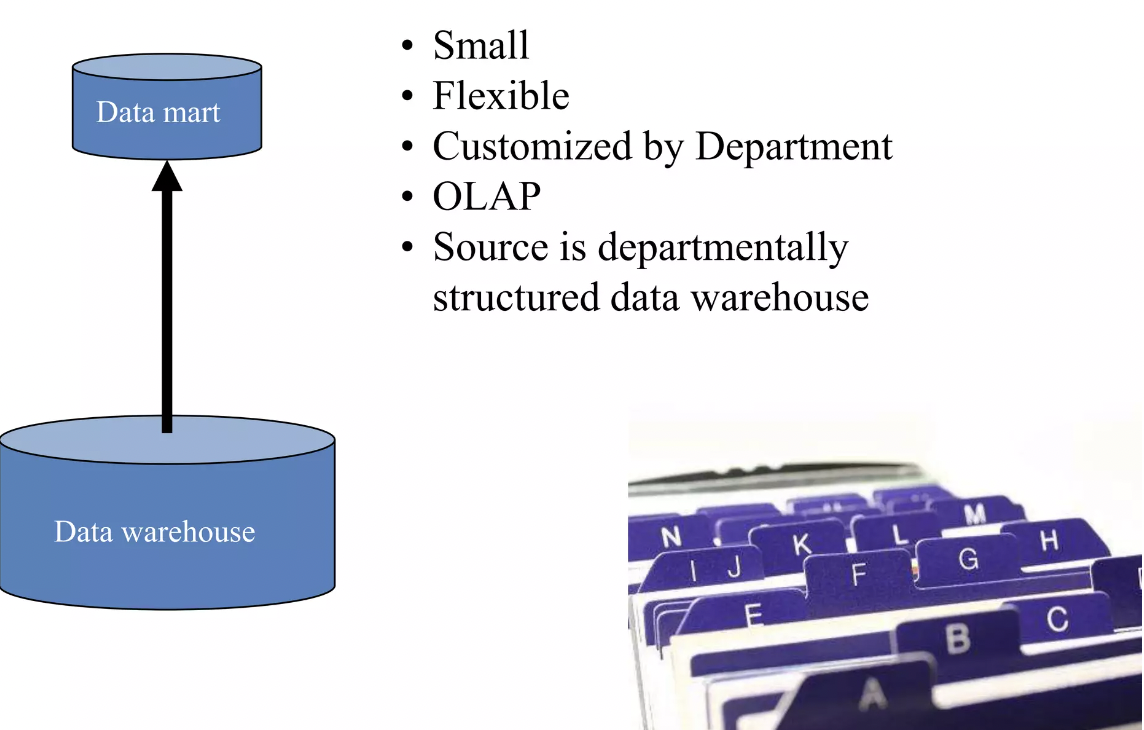 Data mart
• Small
• Flexible
• Customized by Department
• OLAP
• Source is departmentally
structured data warehouse
Data warehouse
N
K
L
M
H
I J
F
G
E
C
B
A